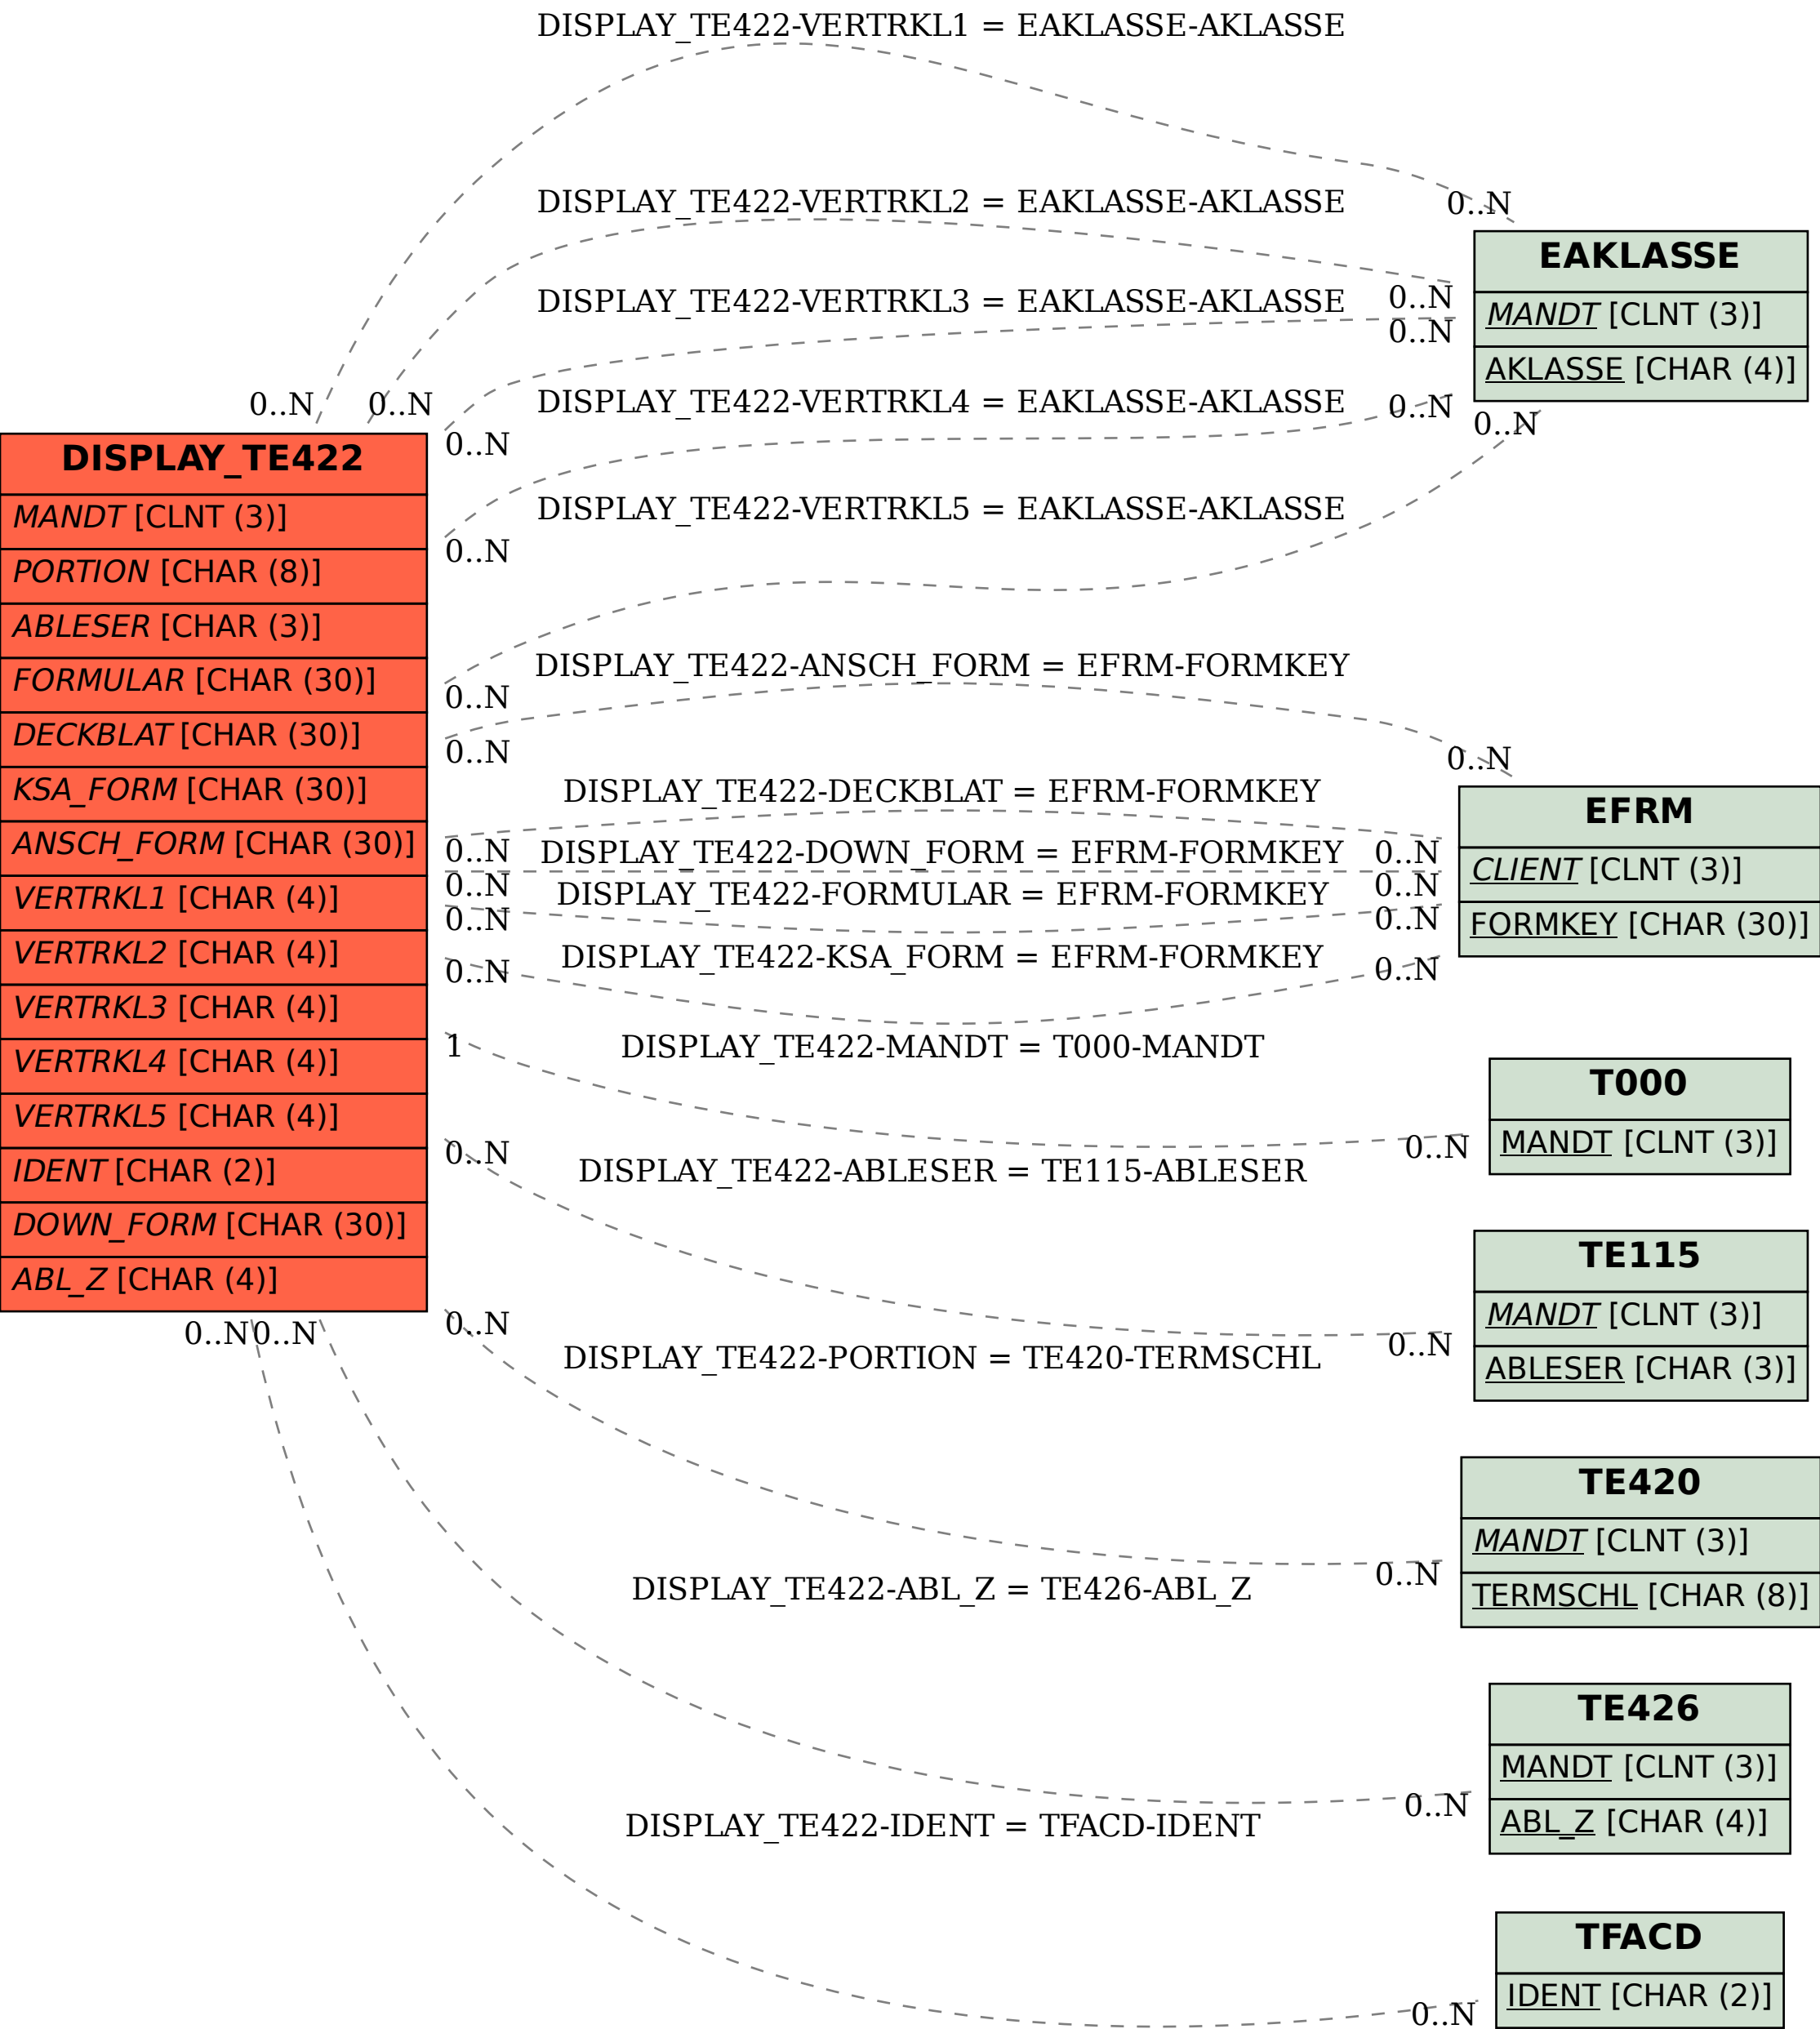 DISPLAY_TE422-VERTRKL1 = EAKLASSE-AKLASSE
DISPLAY_TE422-VERTRKL2 = EAKLASSE-AKLASSE
0..N
EAKLASSE
MANDT [CLNT (3)]
AKLASSE [CHAR (4)]
DISPLAY_TE422-VERTRKL3 = EAKLASSE-AKLASSE
0..N
0..N
DISPLAY_TE422-VERTRKL4 = EAKLASSE-AKLASSE
0..N
0..N
0..N
0..N
0..N
DISPLAY_TE422
MANDT [CLNT (3)]
PORTION [CHAR (8)]
ABLESER [CHAR (3)]
FORMULAR [CHAR (30)]
DECKBLAT [CHAR (30)]
KSA_FORM [CHAR (30)]
ANSCH_FORM [CHAR (30)]
VERTRKL1 [CHAR (4)]
VERTRKL2 [CHAR (4)]
VERTRKL3 [CHAR (4)]
VERTRKL4 [CHAR (4)]
VERTRKL5 [CHAR (4)]
IDENT [CHAR (2)]
DOWN_FORM [CHAR (30)]
ABL_Z [CHAR (4)]
DISPLAY_TE422-VERTRKL5 = EAKLASSE-AKLASSE
0..N
DISPLAY_TE422-ANSCH_FORM = EFRM-FORMKEY
0..N
0..N
0..N
DISPLAY_TE422-DECKBLAT = EFRM-FORMKEY
EFRM
CLIENT [CLNT (3)]
FORMKEY [CHAR (30)]
0..N
DISPLAY_TE422-DOWN_FORM = EFRM-FORMKEY
0..N
0..N
0..N
DISPLAY_TE422-FORMULAR = EFRM-FORMKEY
0..N
0..N
DISPLAY_TE422-KSA_FORM = EFRM-FORMKEY
0..N
0..N
1
DISPLAY_TE422-MANDT = T000-MANDT
T000
MANDT [CLNT (3)]
0..N
0..N
DISPLAY_TE422-ABLESER = TE115-ABLESER
TE115
MANDT [CLNT (3)]
ABLESER [CHAR (3)]
0..N
0..N
0..N
0..N
DISPLAY_TE422-PORTION = TE420-TERMSCHL
TE420
MANDT [CLNT (3)]
TERMSCHL [CHAR (8)]
0..N
DISPLAY_TE422-ABL_Z = TE426-ABL_Z
TE426
MANDT [CLNT (3)]
ABL_Z [CHAR (4)]
0..N
DISPLAY_TE422-IDENT = TFACD-IDENT
TFACD
IDENT [CHAR (2)]
0..N